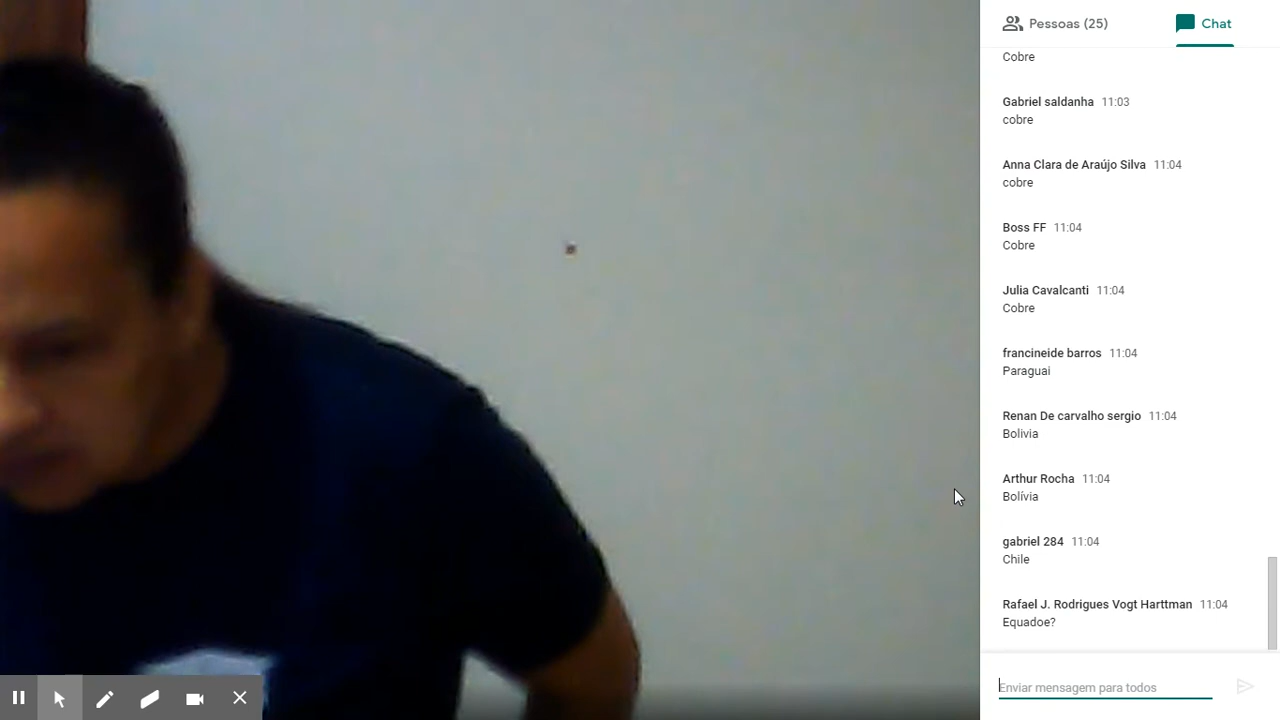 Pessoas (25)
Chat
Cobre
Gabriel saldanha 11:03
cobre
Anna Clara de Araújo Silva 11:04
cobre
Boss FF 11:04
Cobre
Julia Cavalcanti 11:04
Cobre
francineide barros 11:04
Paraguai
Renan De carvalho sergio 11:04
Bolivia
Arthur Rocha 11:04
Bolívia
gabriel 284 11:04
Chile
Rafael J. Rodrigues Vogt Harttman 11:04
Equadoe?
Enviar mensagem para todos